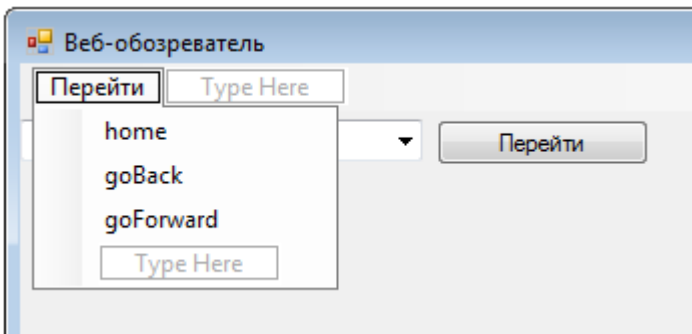 Веб-обозреватель
Перейти Type Here
home
Перейти
goBack
goForward
Type Here